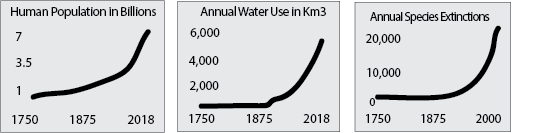 Human Population in Billions
7
3.5
1
1750 1875 2018
Annual Water Use in Km3
6,000
4,000
2,000
1750 1875 2018
Annual Species Extinctions
20,000
10,000
0
1750 1875 2000